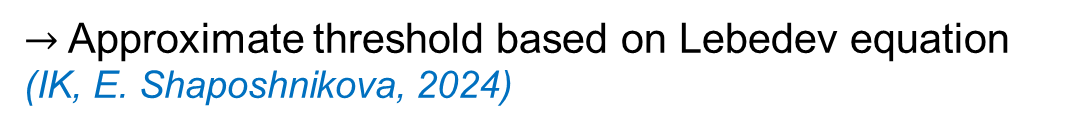 → Approximate threshold based on Lebedev equation
(IK, E. Shaposhnikova, 2024)